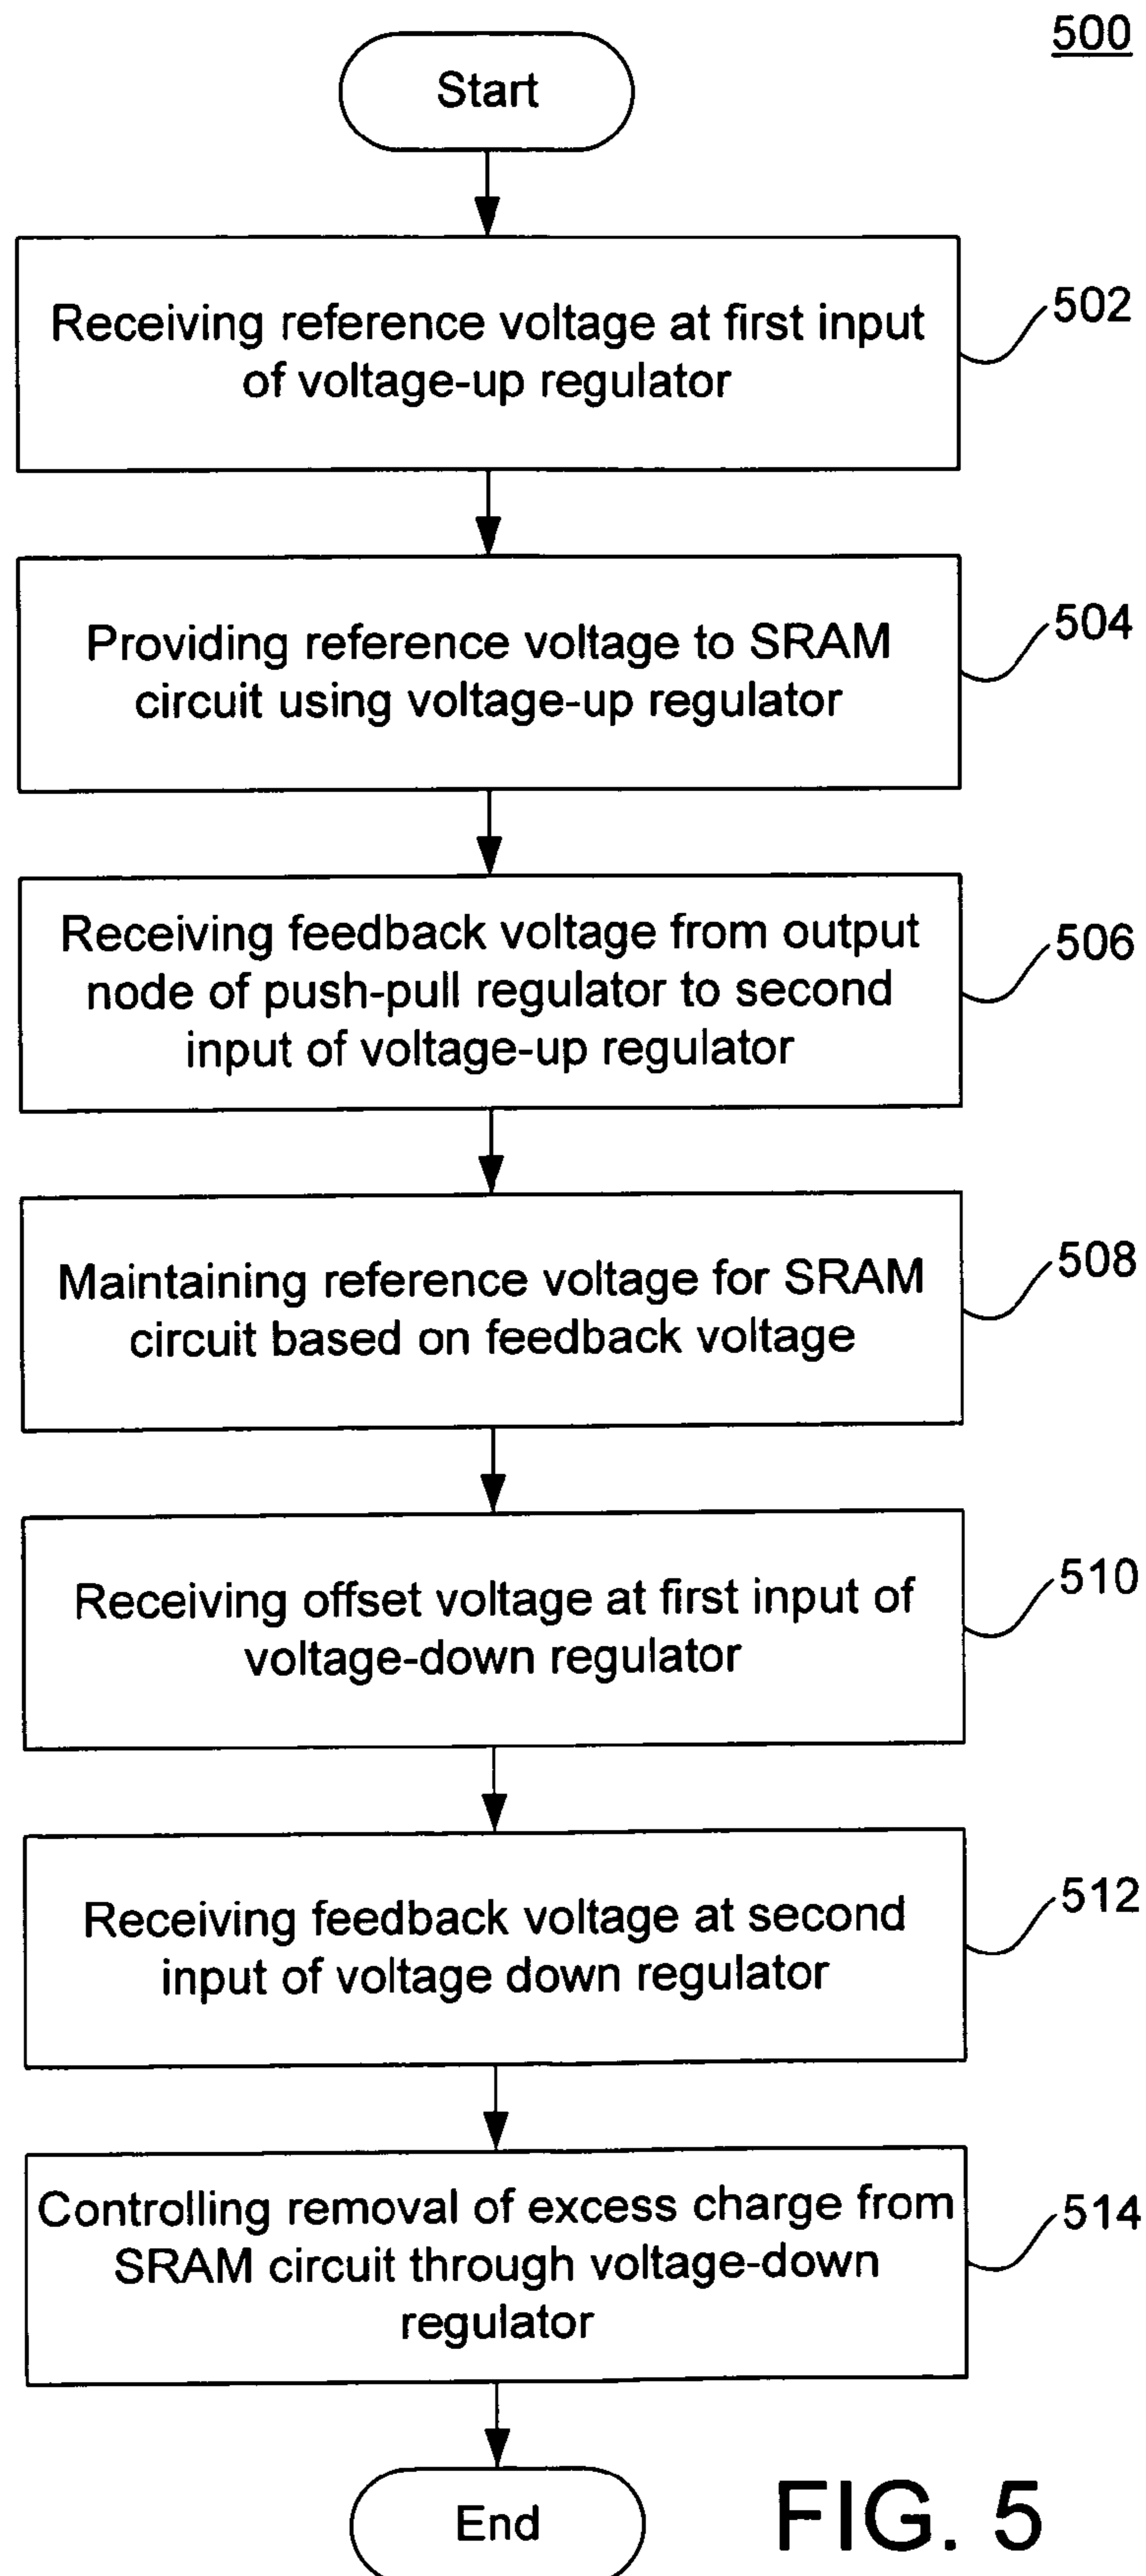 500
Start
Receiving reference voltage at first input
of voltage-up regulator
502
Providing reference voltage to SRAM
circuit using voltage-up regulator
504
Receiving feedback voltage from output
node of push-pull regulator to second
input of voltage-up regulator
506
Maintaining reference voltage for SRAM
circuit based on feedback voltage
508
Receiving offset voltage at first input of
voltage-down regulator
510
Receiving feedback voltage at second
input of voltage down regulator
512
Controlling removal of excess charge from
SRAM circuit through voltage-down
regulator
514
End
FIG. 5